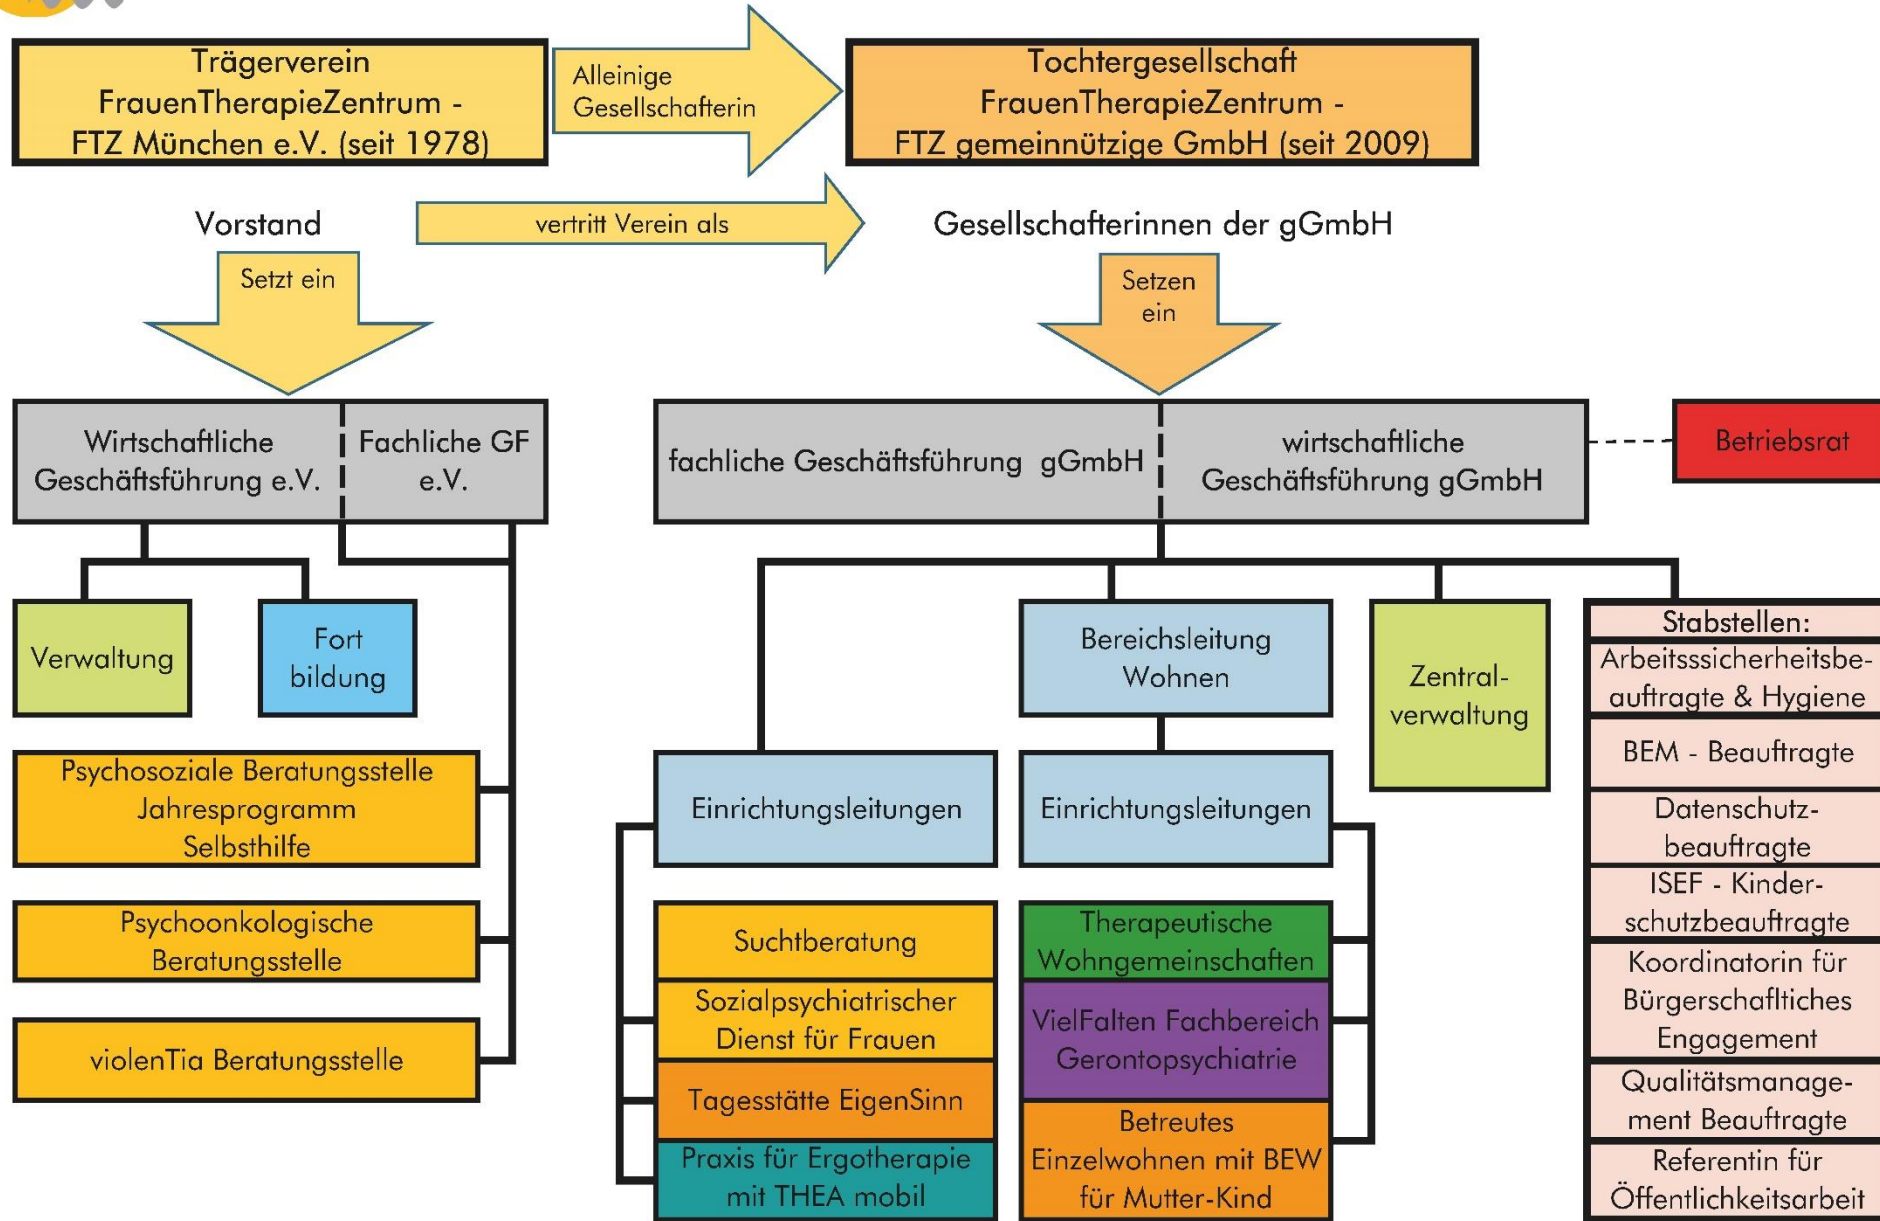 Trägerverein
FrauenTherapieZentrum -
FTZ München e.V. (seit 1978)
Alleinige
Gesellschafterin
Tochtergesellschaft
FrauenTherapieZentrum -
FTZ gemeinnützige GmbH (seit 2009)
Vorstand
vertritt Verein als
Gesellschafterinnen der gGmbH
Setzt ein
Setzen
ein
Wirtschaftliche
Geschäftsführung e.V.
Fachliche GF
e.V.
fachliche Geschäftsführung gGmbH
wirtschaftliche
Geschäftsführung gGmbH
Betriebsrat
Verwaltung
Fort
bildung
Psychosoziale Beratungsstelle
Jahresprogramm
Selbsthilfe
Psychoonkologische
Beratungsstelle
violenTia Beratungsstelle
Einrichtungsleitungen
Suchtberatung
Sozialpsychiatrischer
Dienst für Frauen
Tagesstätte EigenSinn
Praxis für Ergotherapie
mit THEA mobil
Bereichsleitung
Wohnen
Einrichtungsleitungen
Therapeutische
Wohngemeinschaften
VielFalten Fachbereich
Gerontopsychiatrie
Betreutes
Einzelwohnen mit BEW
für Mutter-Kind
Zentral-
verwaltung
Stabstellen:
Arbeitsssicherheitsbe-
auftragte & Hygiene
BEM - Beauftragte
Datenschutz-
beauftragte
ISEF - Kinder-
schutzbeauftragte
Koordinatorin für
Bürgerschafltiches
Engagement
Qualitätsmanage-
ment Beauftragte
Referentin für
Öffentlichkeitsarbeit